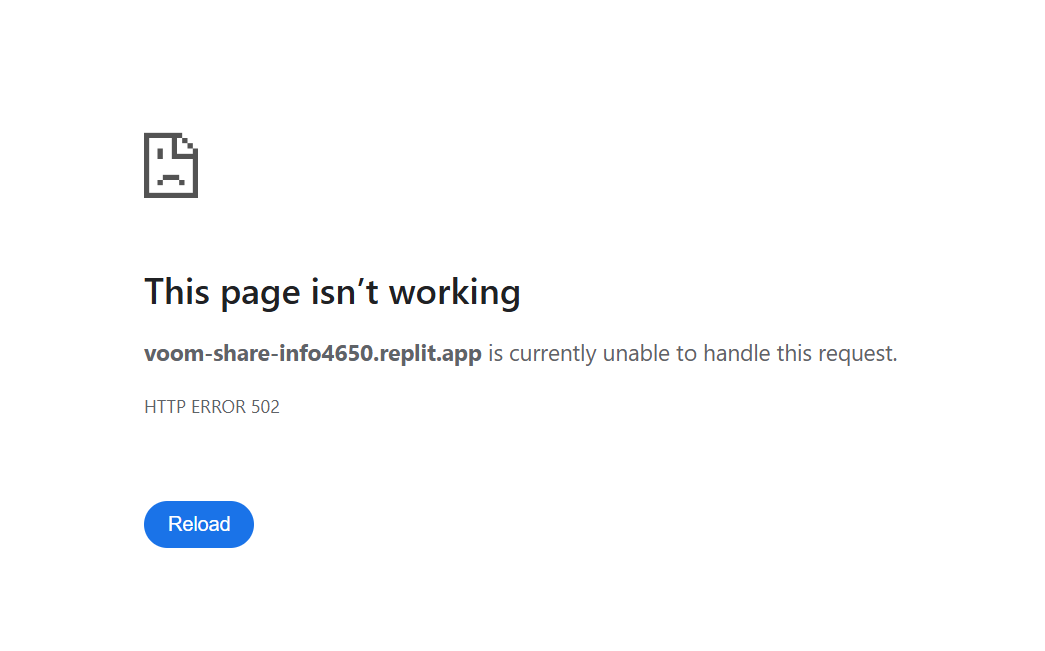 This page isn’t working
voom-share-info4650.replit.app is currently unable to handle this request.
HTTP ERROR 502
Reload